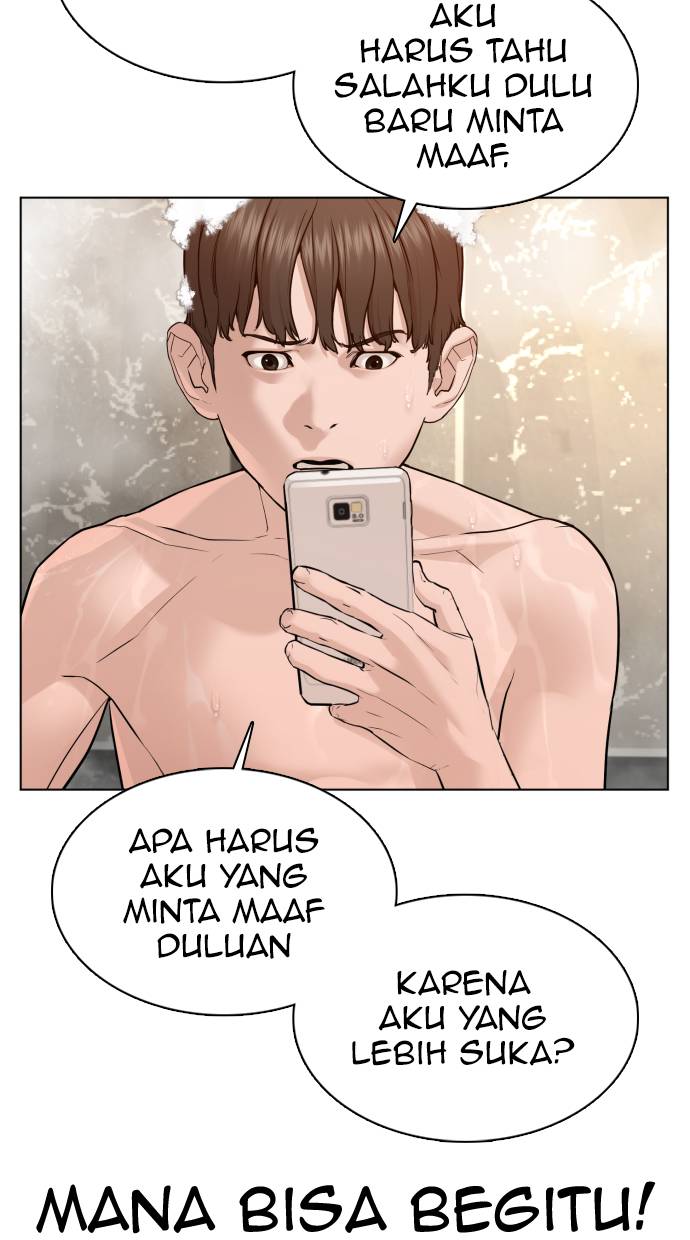 AKU
HARUS TAHU
SALAHKU DULU
BARU MINTA
MAAF.
APA HARUS
AKU YANG
MINTA MAAF
DULUAN
KARENA
AKU YANG
LEBIH SUKA?
MANA BISA BEGITU!